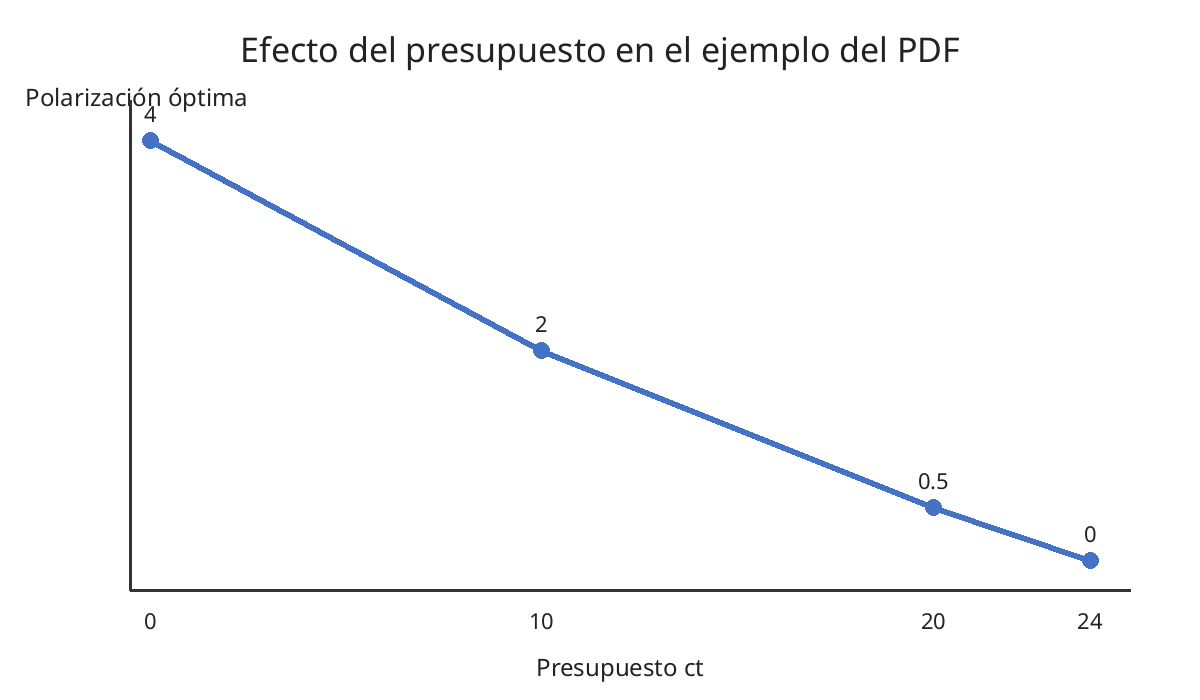 Efecto del presupuesto en el ejemplo del PDF
Polarización óptima
4
2
0.5
0
0
10
20
24
Presupuesto ct